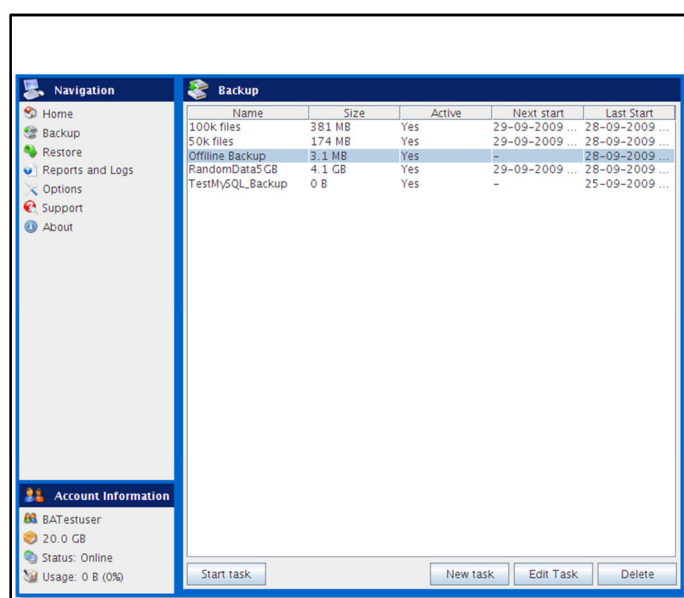 Navigation
Home
Backup
Restore
Reports and Logs
Options
Support
About
Account Information
BATestuser
20.0 GB
Status: Online
Usage: 0 B (0%)
Backup
Name Size Active Next start Last Start
100k files 381 MB Yes 29-09-2009 ... 28-09-2009 ...
50k files 174 MB Yes 29-09-2009 ... 28-09-2009 ...
Offiline Backup 3.1 MB Yes - 28-09-2009 ...
RandomData5GB 4.1 GB Yes 29-09-2009 ... 28-09-2009 ...
TestMySQL_Backup 0 B Yes - 25-09-2009 ...
Start task New task Edit Task Delete